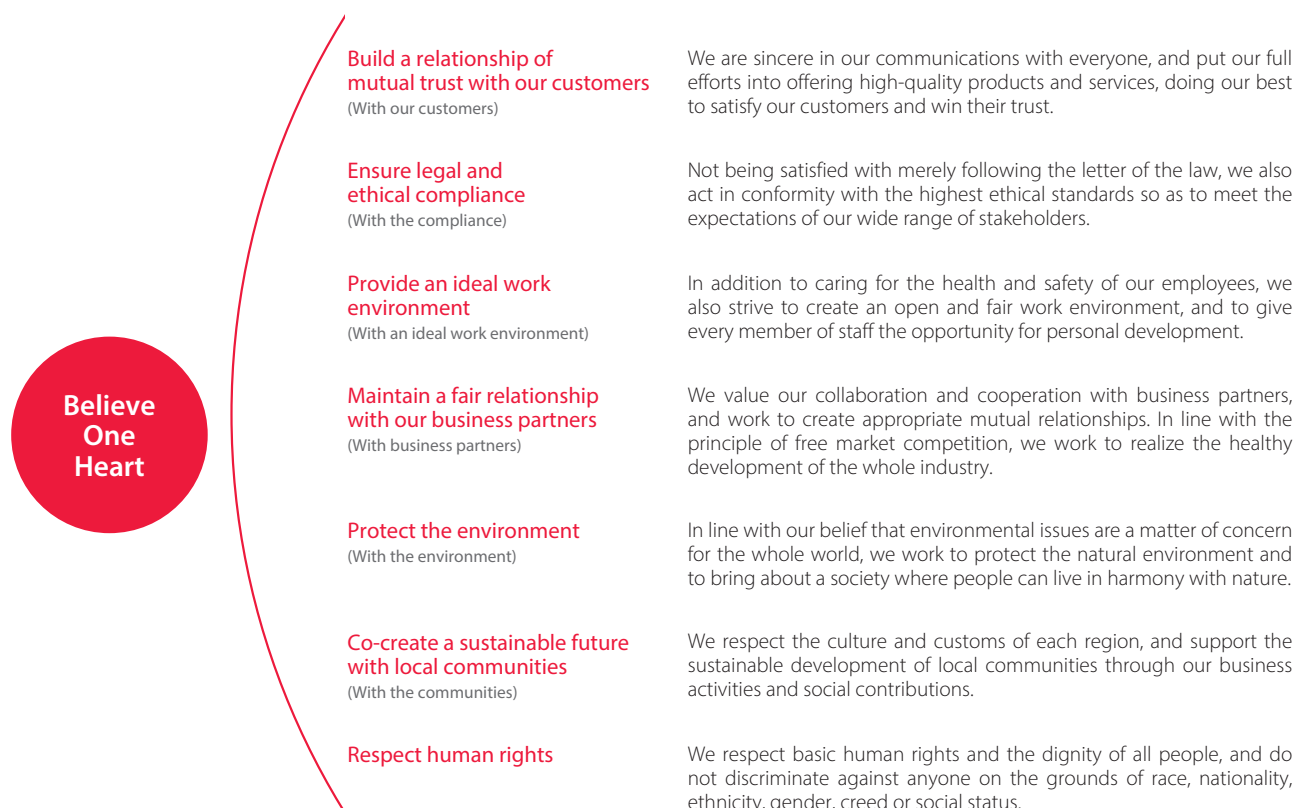 Believe
One
Heart
Build a relationship of
mutual trust with our customers
(With our customers)
We are sincere in our communications with everyone, and put our full
efforts into offering high-quality products and services, doing our best
to satisfy our customers and win their trust.
Ensure legal and
ethical compliance
(With the compliance)
Not being satisfied with merely following the letter of the law, we also
act in conformity with the highest ethical standards so as to meet the
expectations of our wide range of stakeholders.
Provide an ideal work
environment
(With an ideal work environment)
In addition to caring for the health and safety of our employees, we
also strive to create an open and fair work environment, and to give
every member of staff the opportunity for personal development.
Maintain a fair relationship
with our business partners
(With business partners)
We value our collaboration and cooperation with business partners,
and work to create appropriate mutual relationships. In line with the
principle of free market competition, we work to realize the healthy
development of the whole industry.
Protect the environment
(With the environment)
In line with our belief that environmental issues are a matter of concern
for the whole world, we work to protect the natural environment and
to bring about a society where people can live in harmony with nature.
Co-create a sustainable future
with local communities
(With the communities)
We respect the culture and customs of each region, and support the
sustainable development of local communities through our business
activities and social contributions.
Respect human rights
We respect basic human rights and the dignity of all people, and do
not discriminate against anyone on the grounds of race, nationality,
ethnicity, gender, creed or social status.